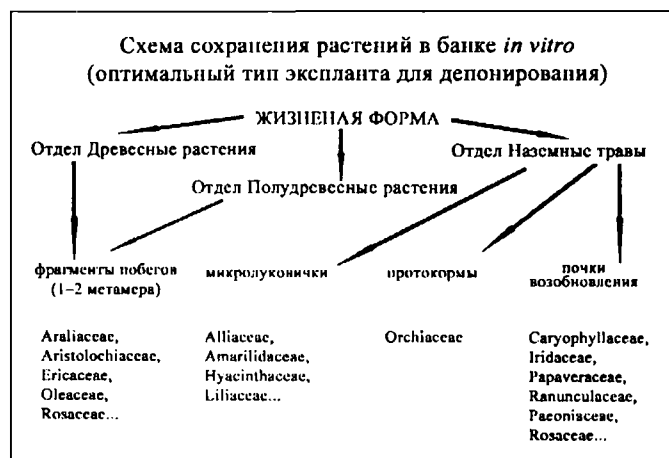 Схема сохранения растений в банке in vitro
(оптимальный тип экспланта для депонирования)
ЖИЗНЕНАЯ ФОРМА
Отдел Древесные растения
Отдел Наземные травы
Отдел Полудревесные растения
фрагменты побегов
(1–2 метамера)
микролуконички
протокормы
почки
возобновления
Araliaceae,
Aristolochiaceae,
Ericaceae,
Oleaceae,
Rosaceae...
Alliaceae,
Amarilidaceae,
Hyacinthaceae,
Liliaceae...
Orchiaceae
Caryophyllaceae,
Iridaceae,
Papaveraceae,
Ranunculaceae,
Paeoniaceae,
Rosaceae...